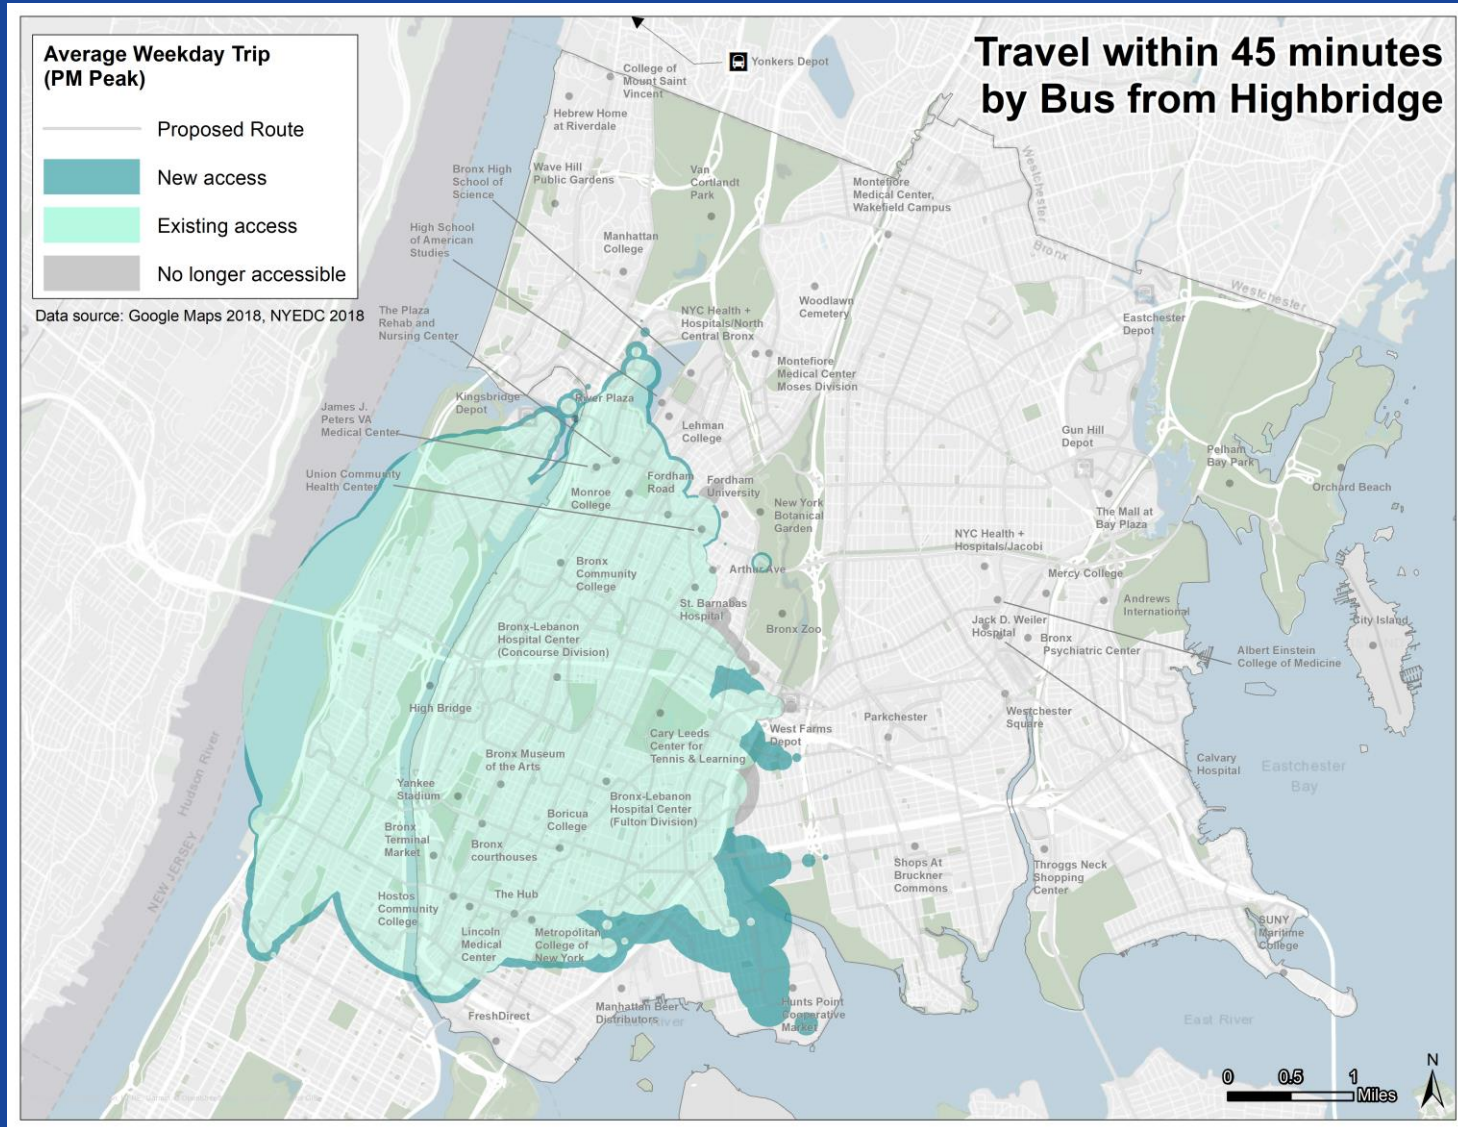 Travel within 45 minutes
by Bus from Highbridge
Average Weekday Trip
(PM Peak)
Proposed Route
New access
Existing access
No longer accessible
Data source: Google Maps 2018, NYEDC 2018
Yonkers Depot
College of
Mount Saint
Vincent
Hebrew Home
at Riverdale
Bronx High
School of
Science
Wave Hill
Public Gardens
Van
Cortlandt
Park
Montefiore
Medical Center,
Wakefield Campus
Westchester
Bronx
Westchester
High School
of American
Studies
Manhattan
College
Woodlawn
Cemetery
Eastchester
Depot
The Plaza
Rehab and
Nursing Center
NYC Health +
Hospitals/North
Central Bronx
Montefiore
Medical Center
Moses Division
Kingsbridge
Depot
River Plaza
James J.
Peters VA
Medical Center
Lehman
College
Gun Hill
Depot
Pelham
Bay Park
Orchard Beach
Union Community
Health Center
Monroe
College
Fordham
Road
Fordham
University
New York
Botanical
Garden
The Mall at
Bay Plaza
NYC Health +
Hospitals/Jacobi
Bronx
Community
College
Arthur Ave
Mercy College
St. Barnabas
Hospital
Bronx Zoo
Andrews
International
City Island
Jack D. Weiler
Hospital
Bronx
Psychiatric Center
Albert Einstein
College of Medicine
Bronx-Lebanon
Hospital Center
(Concourse Division)
High Bridge
Cary Leeds
Center for
Tennis & Learning
West Farms
Depot
Parkchester
Westchester
Square
Calvary
Hospital
Eastchester
Bay
Hudson River
NEW JERSEY
Bronx Museum
of the Arts
Yankee
Stadium
Bronx-Lebanon
Hospital Center
(Fulton Division)
Boricua
College
Bronx
Terminal
Market
Bronx
courthouses
Shops At
Bruckner
Commons
Throggs Neck
Shopping
Center
Hostos
Community
College
The Hub
Lincoln
Medical
Center
Metropolitan
College of
New York
SUNY
Maritime
College
FreshDirect
Manhattan Beer
Distributors
East River
Hunts Point
Cooperative
Market
East River
0 0.5 1
Miles
N